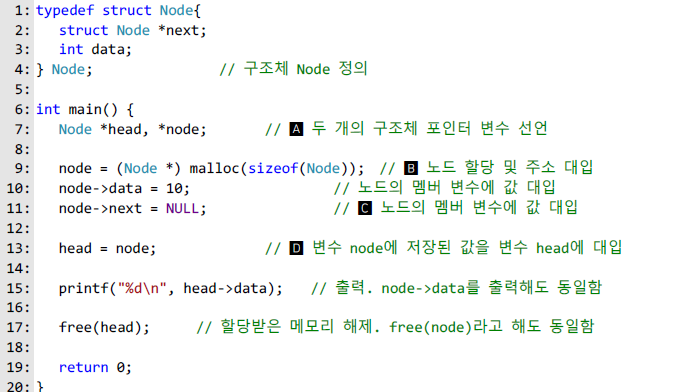 1: typedef struct Node{
2: struct Node *next;
3: int data;
4: } Node; // 구조체 Node 정의
5:
6: int main() {
7: Node *head, *node; // A 두 개의 구조체 포인터 변수 선언
8:
9: node = (Node *) malloc(sizeof(Node)); // B 노드 할당 및 주소 대입
10: node->data = 10; // 노드의 멤버 변수에 값 대입
11: node->next = NULL; // C 노드의 멤버 변수에 값 대입
12:
13: head = node; // D 변수 node에 저장된 값을 변수 head에 대입
14:
15: printf("%d\n", head->data); // 출력. node->data를 출력해도 동일함
16:
17: free(head); // 할당받은 메모리 해제. free(node)라고 해도 동일함
18:
19: return 0;
20: }